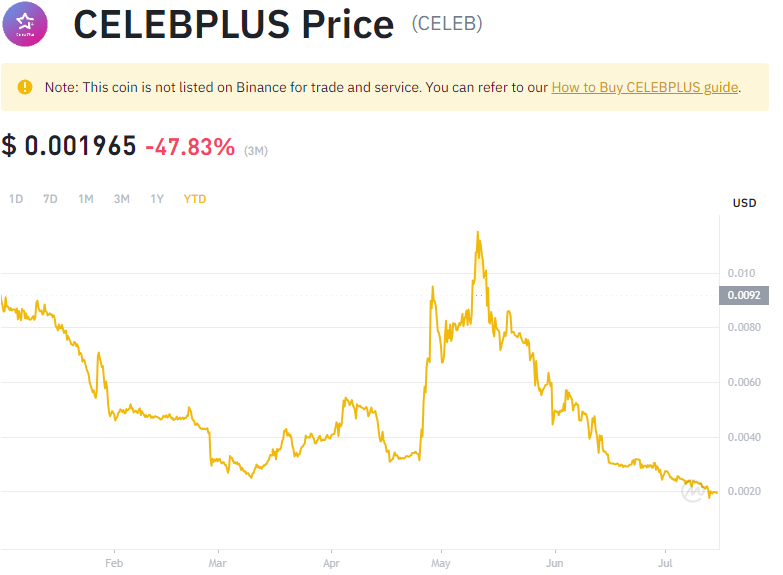 CELEBPLUS Price (CELEB)
Note: This coin is not listed on Binance for trade and service. You can refer to our How to Buy CELEBPLUS guide.
$ 0.001965 -47.83% (3M)
1D 7D 1M 3M 1Y YTD
USD
0.010
0.0092
0.0080
0.0060
0.0040
0.0020
Feb Mar Apr May Jun Jul